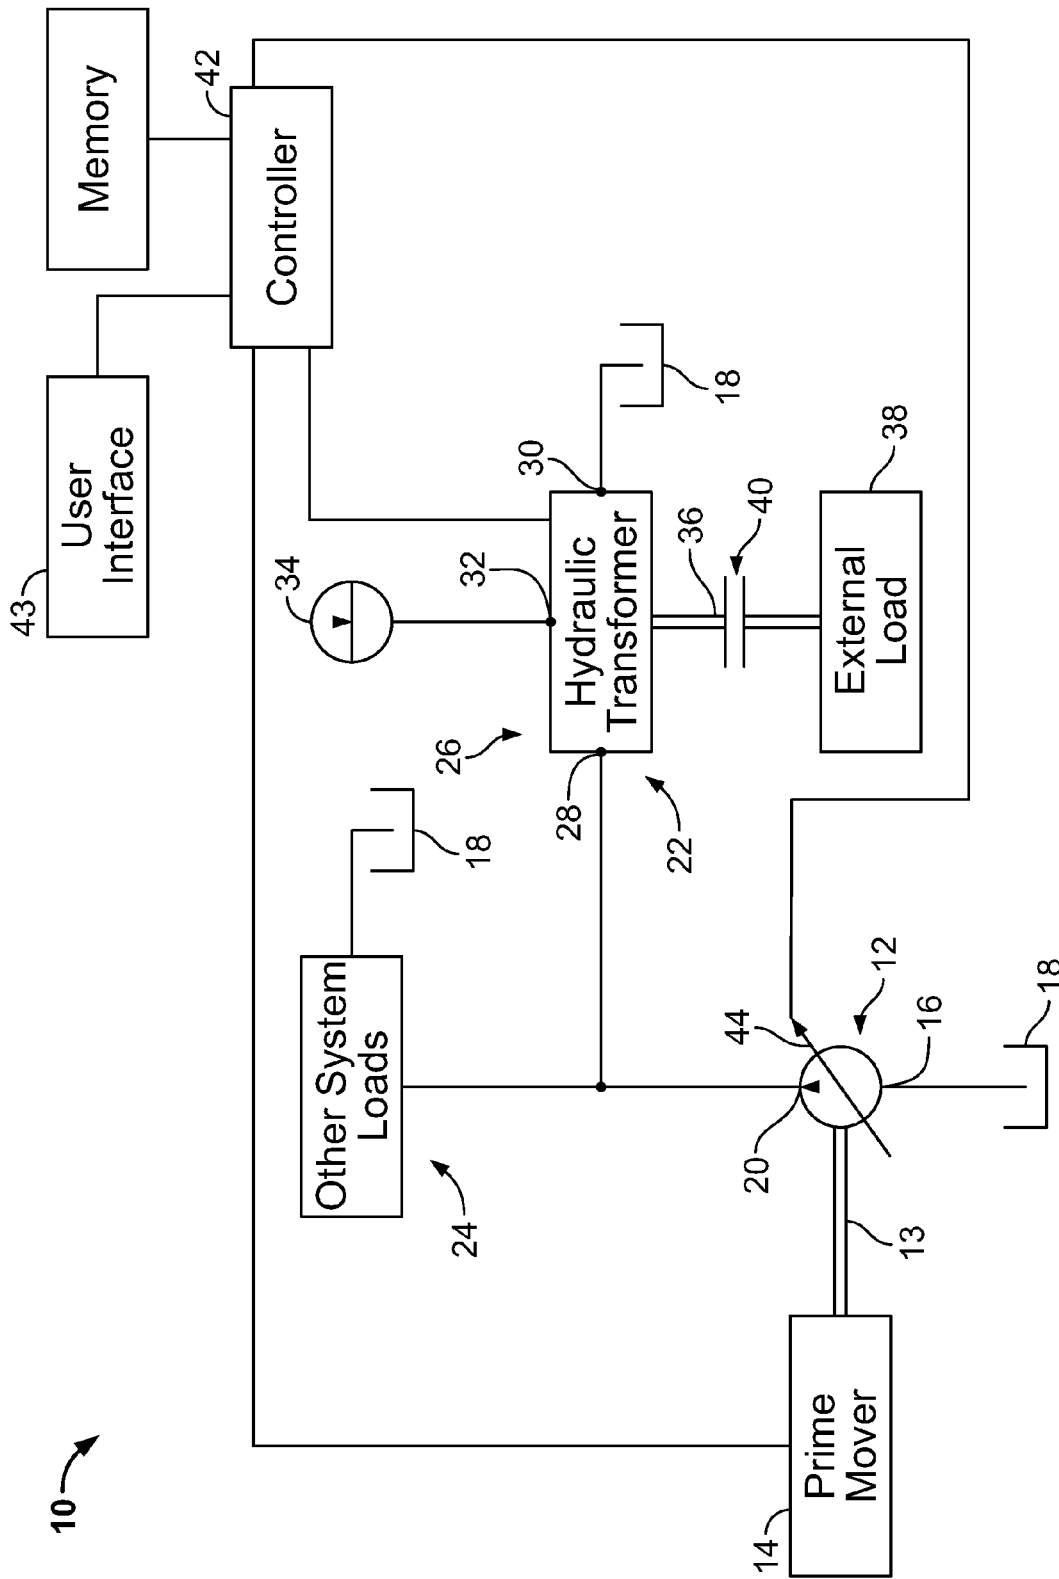 10
43
User
Interface
Memory
42
Controller
34
32
30
18
26
Hydraulic
Transformer
28
22
36
40
External
Load
38
Other System
Loads
18
24
44
12
20
16
18
13
Prime
Mover
14